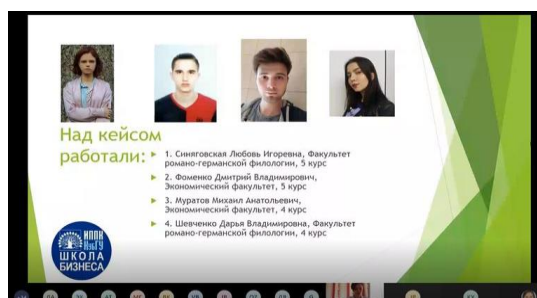 Над кейсом
работали:
1. Синяговская Любовь Игоревна, Факультет
романо-германской филологии, 5 курс
2. Фоменко Дмитрий Владимирович,
Экономический факультет, 5 курс
3. Муратов Михаил Анатольевич,
Экономический факультет, 4 курс
4. Шевченко Дарья Владимировна, Факультет
романо-германской филологии, 4 курс
ИППК
КубГУ
ШКОЛА
БИЗНЕСА